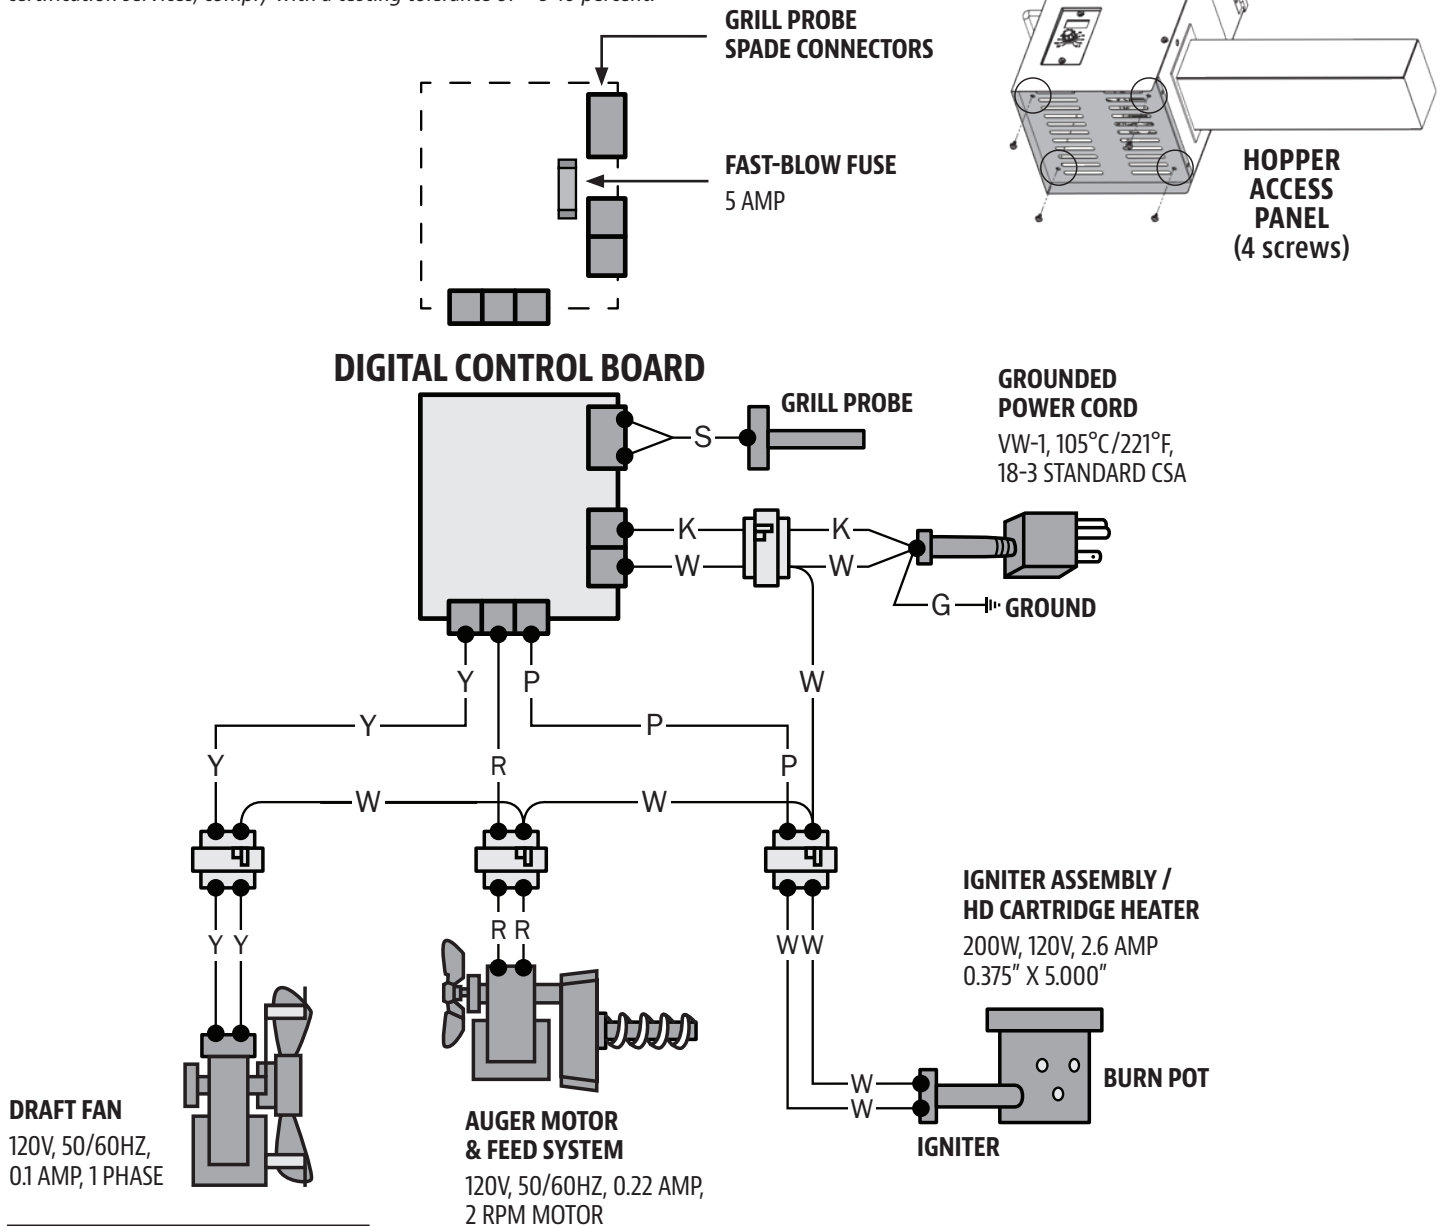 GRILL PROBE
SPADE CONNECTORS
FAST-BLOW FUSE
5 AMP
HOPPER
ACCESS
PANEL
(4 screws)
DIGITAL CONTROL BOARD
GRILL PROBE
S
GROUNDED
POWER CORD
VW-1, 105°C/221°F,
18-3 STANDARD CSA
K
K
W
W
G
GROUND
Y
P
W
Y
P
Y
R
P
W
W
Y Y
R R
W W
IGNITER ASSEMBLY /
HD CARTRIDGE HEATER
200W, 120V, 2.6 AMP
0.375" X 5.000"
W
W
BURN POT
IGNITER
DRAFT FAN
120V, 50/60HZ,
0.1 AMP, 1 PHASE
AUGER MOTOR
& FEED SYSTEM
120V, 50/60HZ, 0.22 AMP,
2 RPM MOTOR